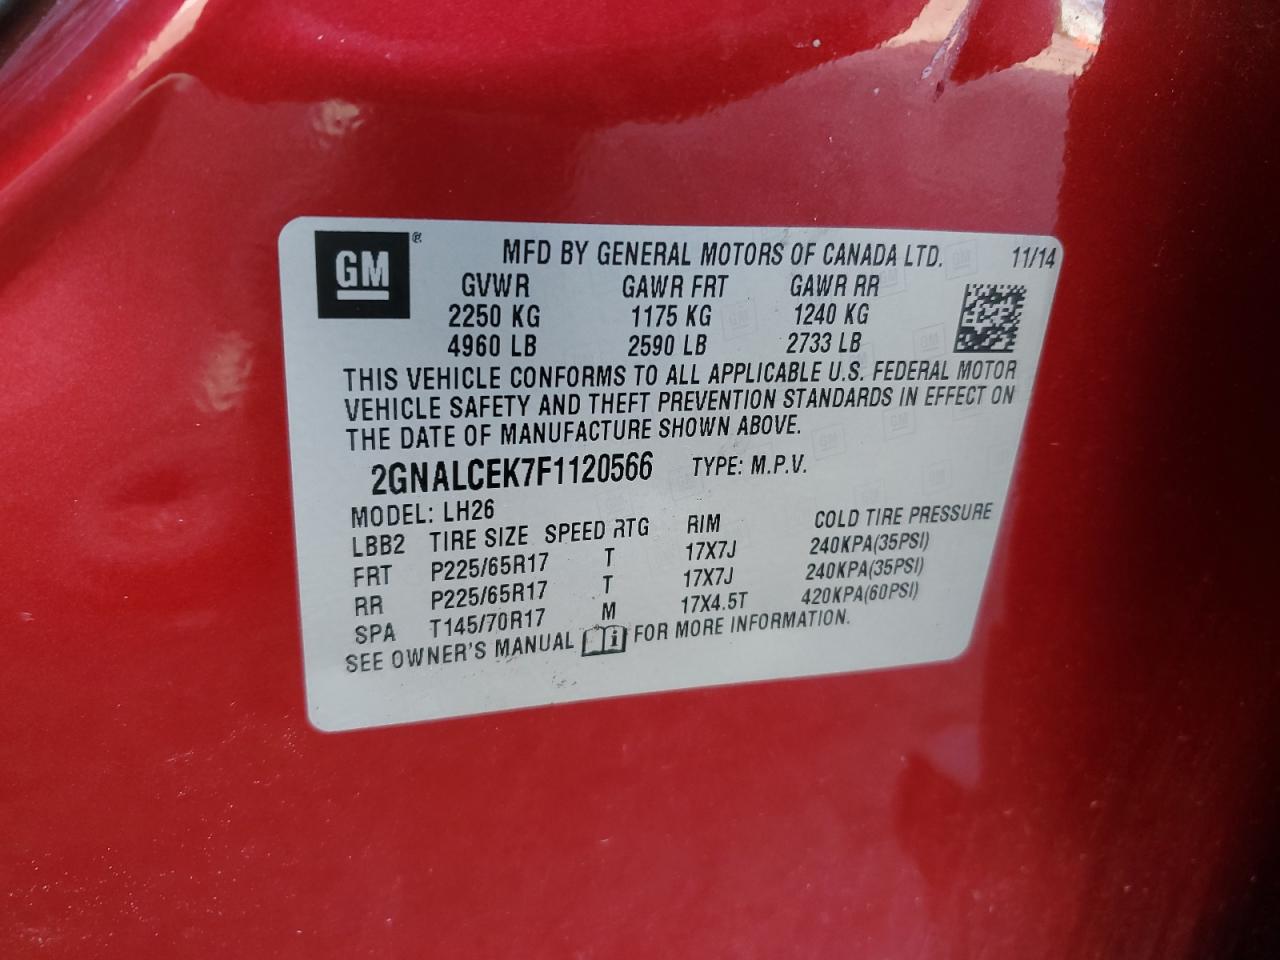 GM®
MFD BY GENERAL MOTORS OF CANADA LTD. 11/14
GVWR GAWR FRT GAWR RR
2250 KG 1175 KG 1240 KG
4960 LB 2590 LB 2733 LB
THIS VEHICLE CONFORMS TO ALL APPLICABLE U.S. FEDERAL MOTOR
VEHICLE SAFETY AND THEFT PREVENTION STANDARDS IN EFFECT ON
THE DATE OF MANUFACTURE SHOWN ABOVE.
2GNALCEK7F1120566 TYPE: M.P.V.
MODEL: LH26
LBB2 TIRE SIZE SPEED RTG RIM COLD TIRE PRESSURE
FRT P225/65R17 T 17X7J 240KPA(35PSI)
RR P225/65R17 T 17X7J 240KPA(35PSI)
SPA T145/70R17 M 17X4.5T 420KPA(60PSI)
SEE OWNER'S MANUAL i FOR MORE INFORMATION.